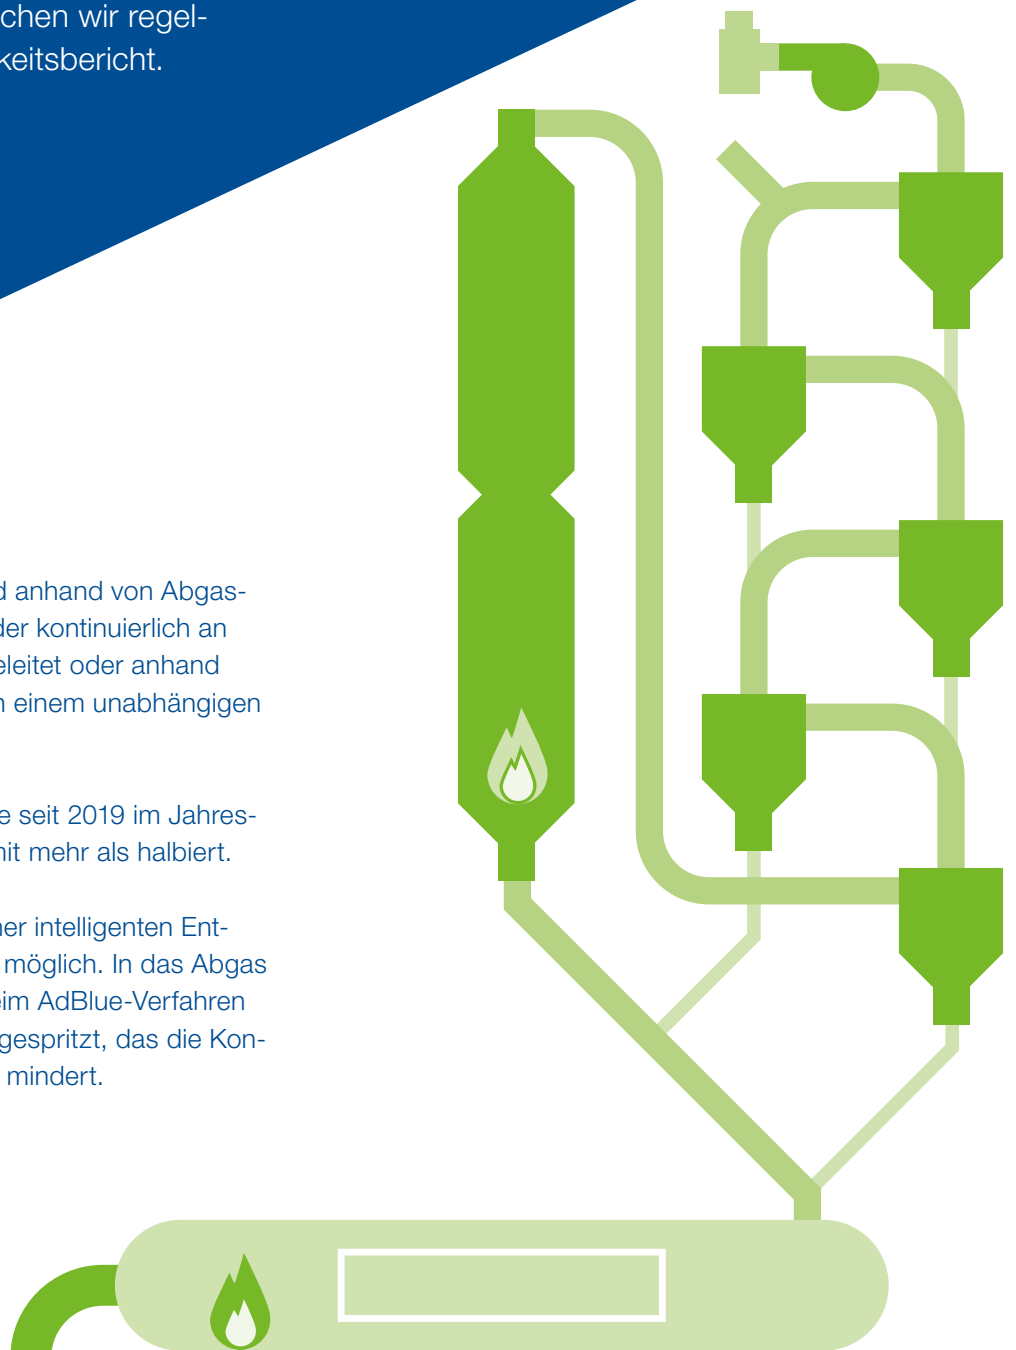 chen wir regel-
keitsbericht.
d anhand von Abgas-
der kontinuierlich an
eleitet oder anhand
n einem unabhängigen
e seit 2019 im Jahres-
mit mehr als halbiert.
ner intelligenten Ent-
möglich. In das Abgas
eim AdBlue-Verfahren
gespritzt, das die Kon-
mindert.